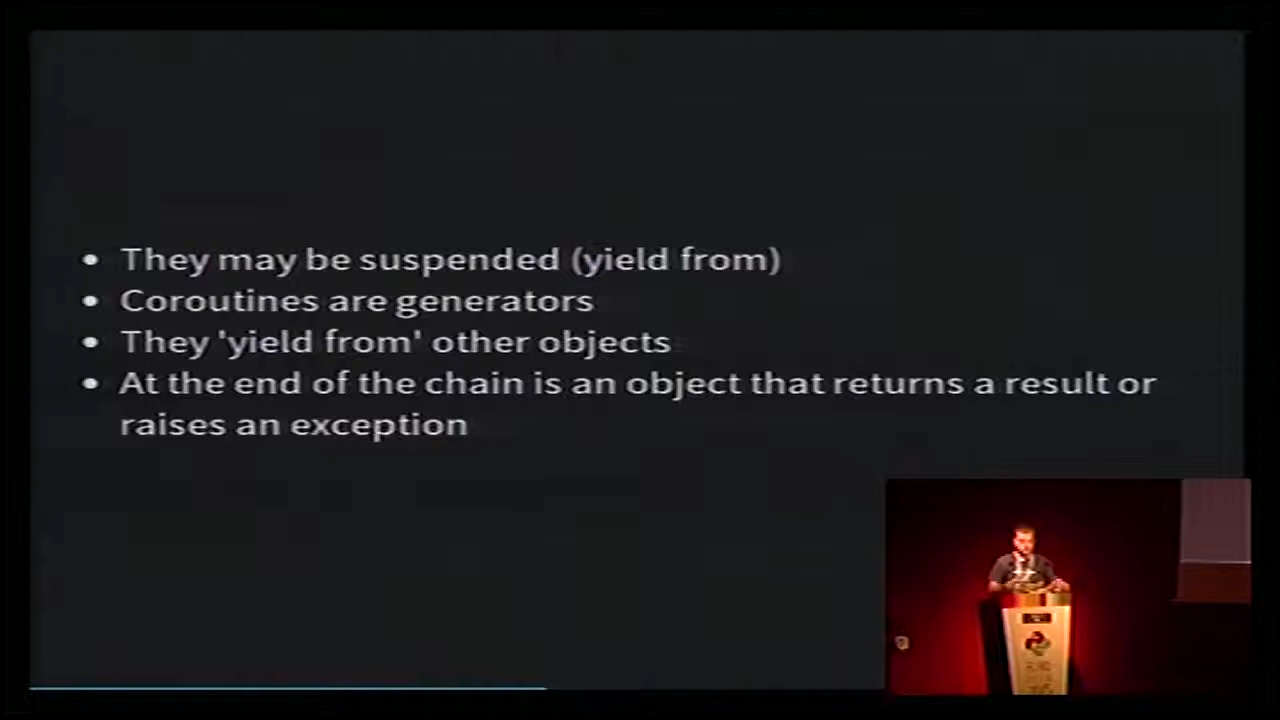 • They may be suspended (yield from)
• Coroutines are generators
• They 'yield from' other objects
• At the end of the chain is an object that returns a result or
raises an exception